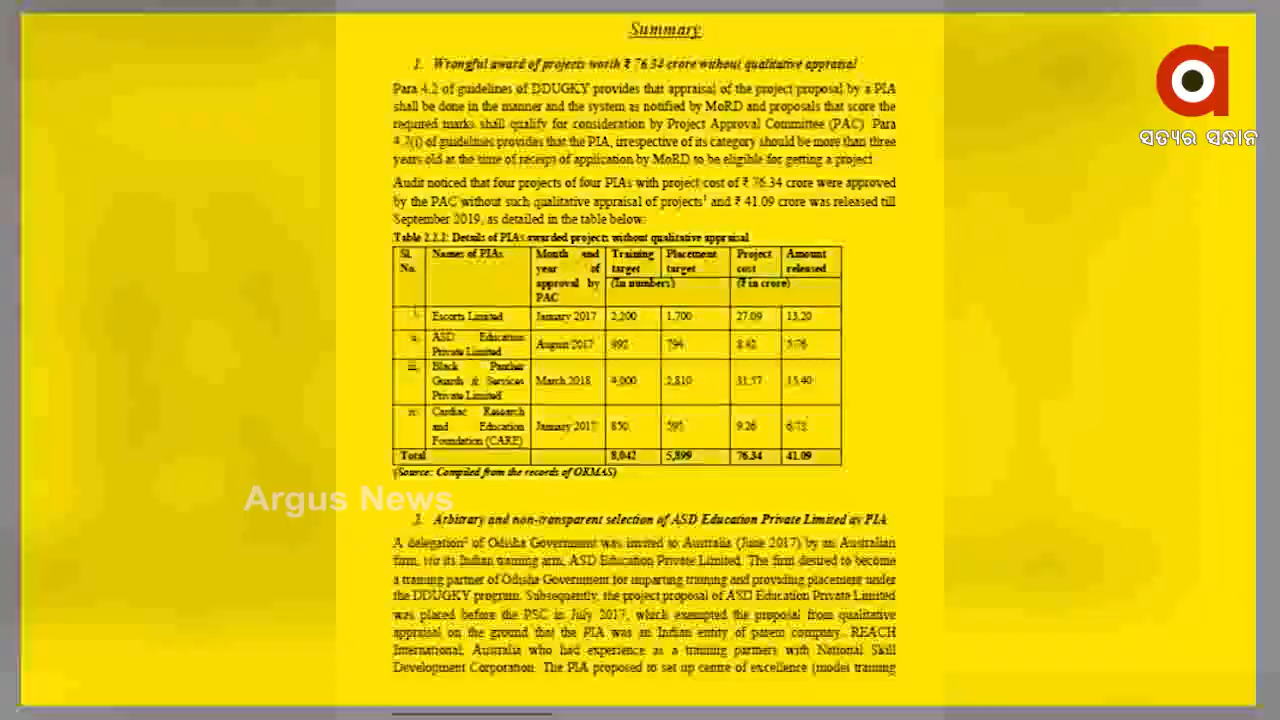 Summary
1. Wrongful award of projects worth ₹ 76.34 crore without qualitative appraisal
Para 4.2 of guidelines of DDUGKY provides that appraisal of the project proposal by a PIA
shall be done in the manner and the system as notified by MoRD and proposals that score the
required marks shall qualify for consideration by Project Approval Committee (PAC). Para
of guidelines provides that the PIA, irrespective of its category should be more than three
years old at the time of receipt of application by MoRD to be eligible for getting a project.
Audit noticed that four projects of four PIAs with project cost of ₹ 76.34 crore were approved
by the PAC without such qualitative appraisal of projects¹ and ₹ 41.09 crore was released till
September 2019, as detailed in the table below:
Table 2.2.2: Details of PIAs awarded projects without qualitative appraisal
Sl. No. Names of PIAs Month and year of approval by PAC Training target Placement target Project cost Amount released
(In numbers) (₹ in crore)
i. Escorts Limited January 2017 2,200 1,700 27.09 13.20
ii. ASD Education Private Limited August 2017 992 794 5.76
iii. Black Panther Guards & Services Private Limited March 2018 4,000 2,810 31.57 15.40
iv. Cardiac Research and Education Foundation (CARE) January 2017 850 595 9.26 6.73
Total 8,042 5,899 76.34 41.09
(Source: Compiled from the records of ORMAS)
Arbitrary and non-transparent selection of ASD Education Private Limited as PIA
A delegation² of Odisha Government was invited to Australia (June 2017) by an Australian
firm, via its Indian training arm, ASD Education Private Limited. The firm desired to become
a training partner of Odisha Government for imparting training and providing placement under
the DDUGKY program. Subsequently, the project proposal of ASD Education Private Limited
was placed before the PSC in July 2017, which exempted the proposal from qualitative
appraisal on the ground that the PIA was an Indian entity of parent company, REACH
International, Australia who had experience as a training partners with National Skill
Development Corporation. The PIA proposed to set up centre of excellence (model training
Argus News
ସତ୍ୟର ସନ୍ଧାନ